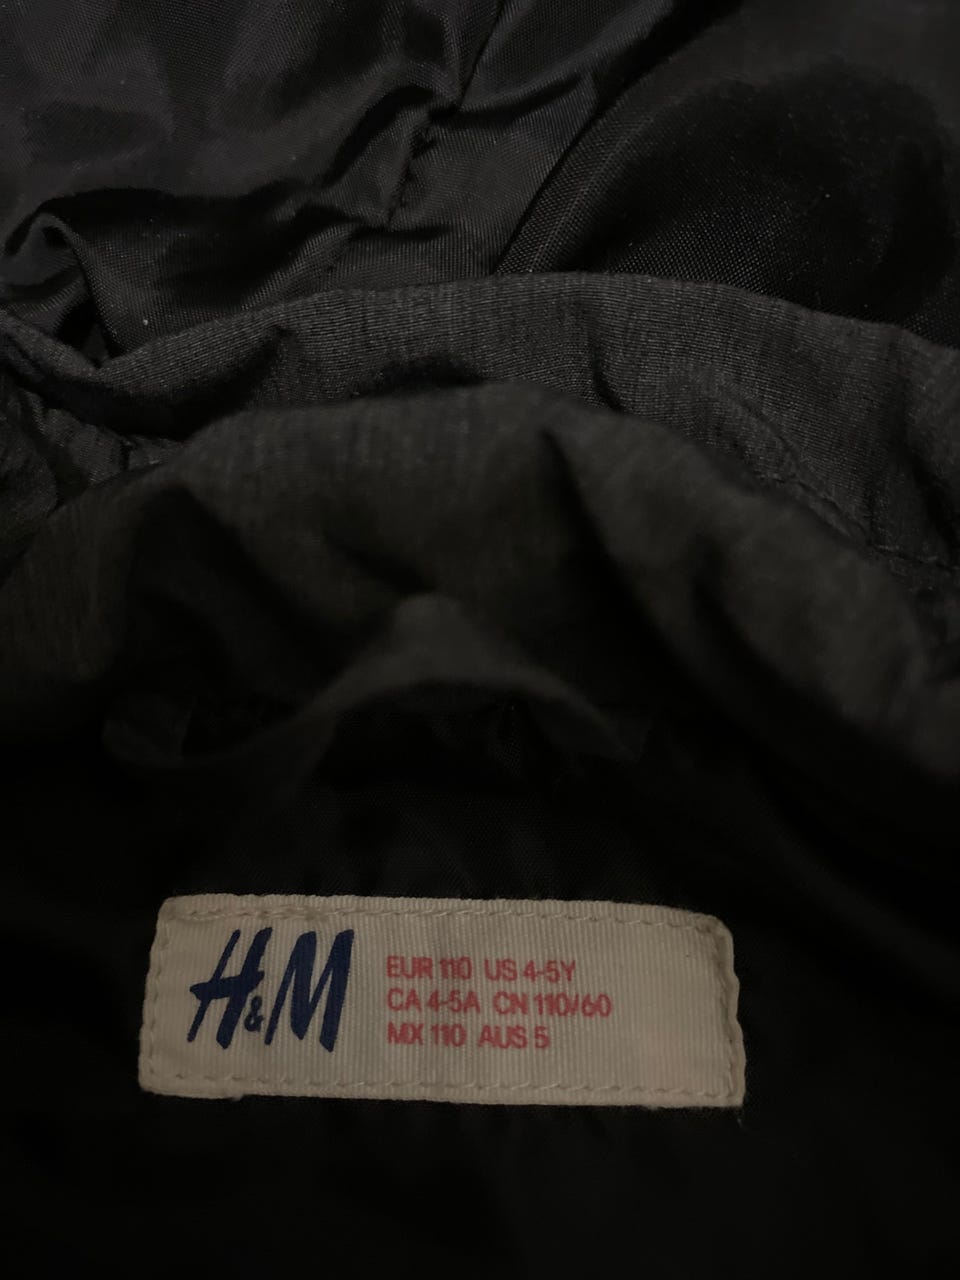 H&M
EUR 110 US 4-5Y
CA 4-5A CN 110/60
MX 110 AUS 5